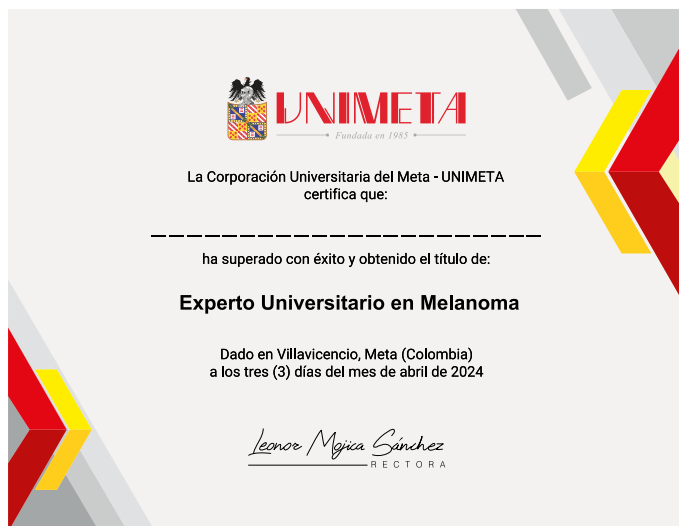 UNIMETA
Fundada en 1985
La Corporación Universitaria del Meta - UNIMETA
certifica que:
ha superado con éxito y obtenido el título de:
Experto Universitario en Melanoma
Dado en Villavicencio, Meta (Colombia)
a los tres (3) días del mes de abril de 2024
Leonor Mojica Sánchez
RECTORA